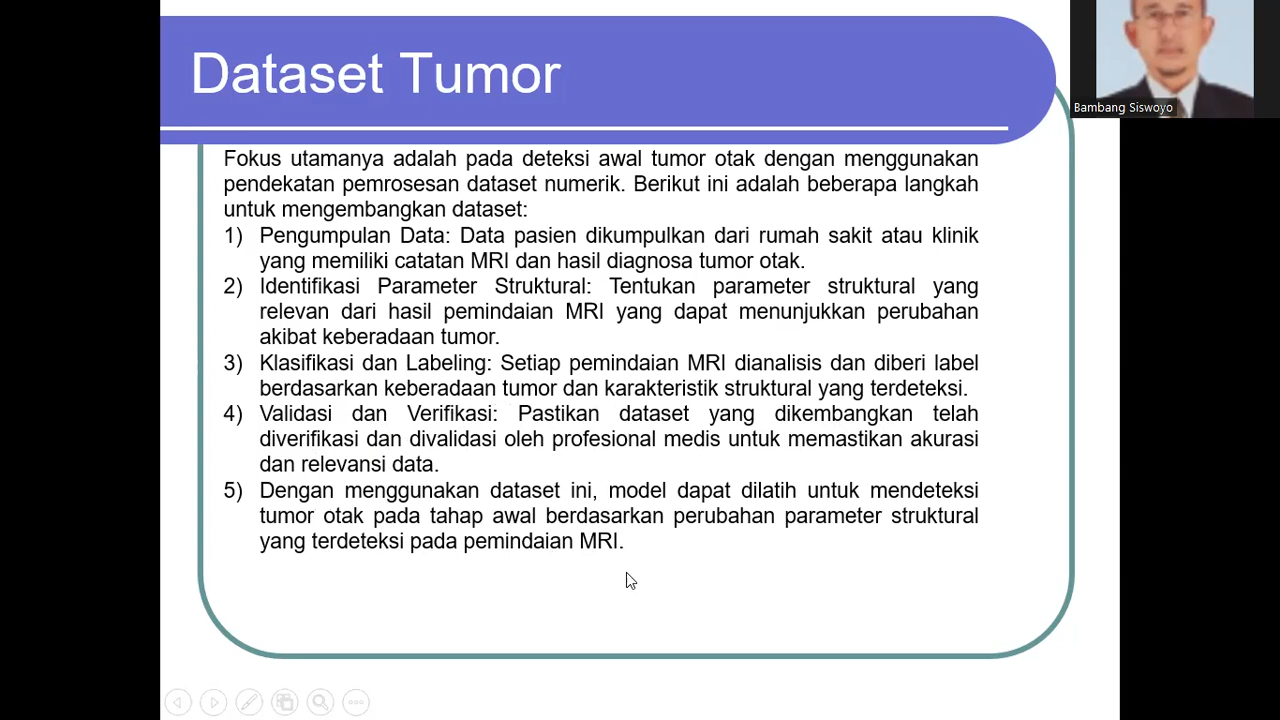 Dataset Tumor
Bambang Siswoyo
Fokus utamanya adalah pada deteksi awal tumor otak dengan menggunakan
pendekatan pemrosesan dataset numerik. Berikut ini adalah beberapa langkah
untuk mengembangkan dataset:
1) Pengumpulan Data: Data pasien dikumpulkan dari rumah sakit atau klinik
yang memiliki catatan MRI dan hasil diagnosa tumor otak.
2) Identifikasi Parameter Struktural: Tentukan parameter struktural yang
relevan dari hasil pemindaian MRI yang dapat menunjukkan perubahan
akibat keberadaan tumor.
3) Klasifikasi dan Labeling: Setiap pemindaian MRI dianalisis dan diberi label
berdasarkan keberadaan tumor dan karakteristik struktural yang terdeteksi.
4) Validasi dan Verifikasi: Pastikan dataset yang dikembangkan telah
diverifikasi dan divalidasi oleh profesional medis untuk memastikan akurasi
dan relevansi data.
5) Dengan menggunakan dataset ini, model dapat dilatih untuk mendeteksi
tumor otak pada tahap awal berdasarkan perubahan parameter struktural
yang terdeteksi pada pemindaian MRI.